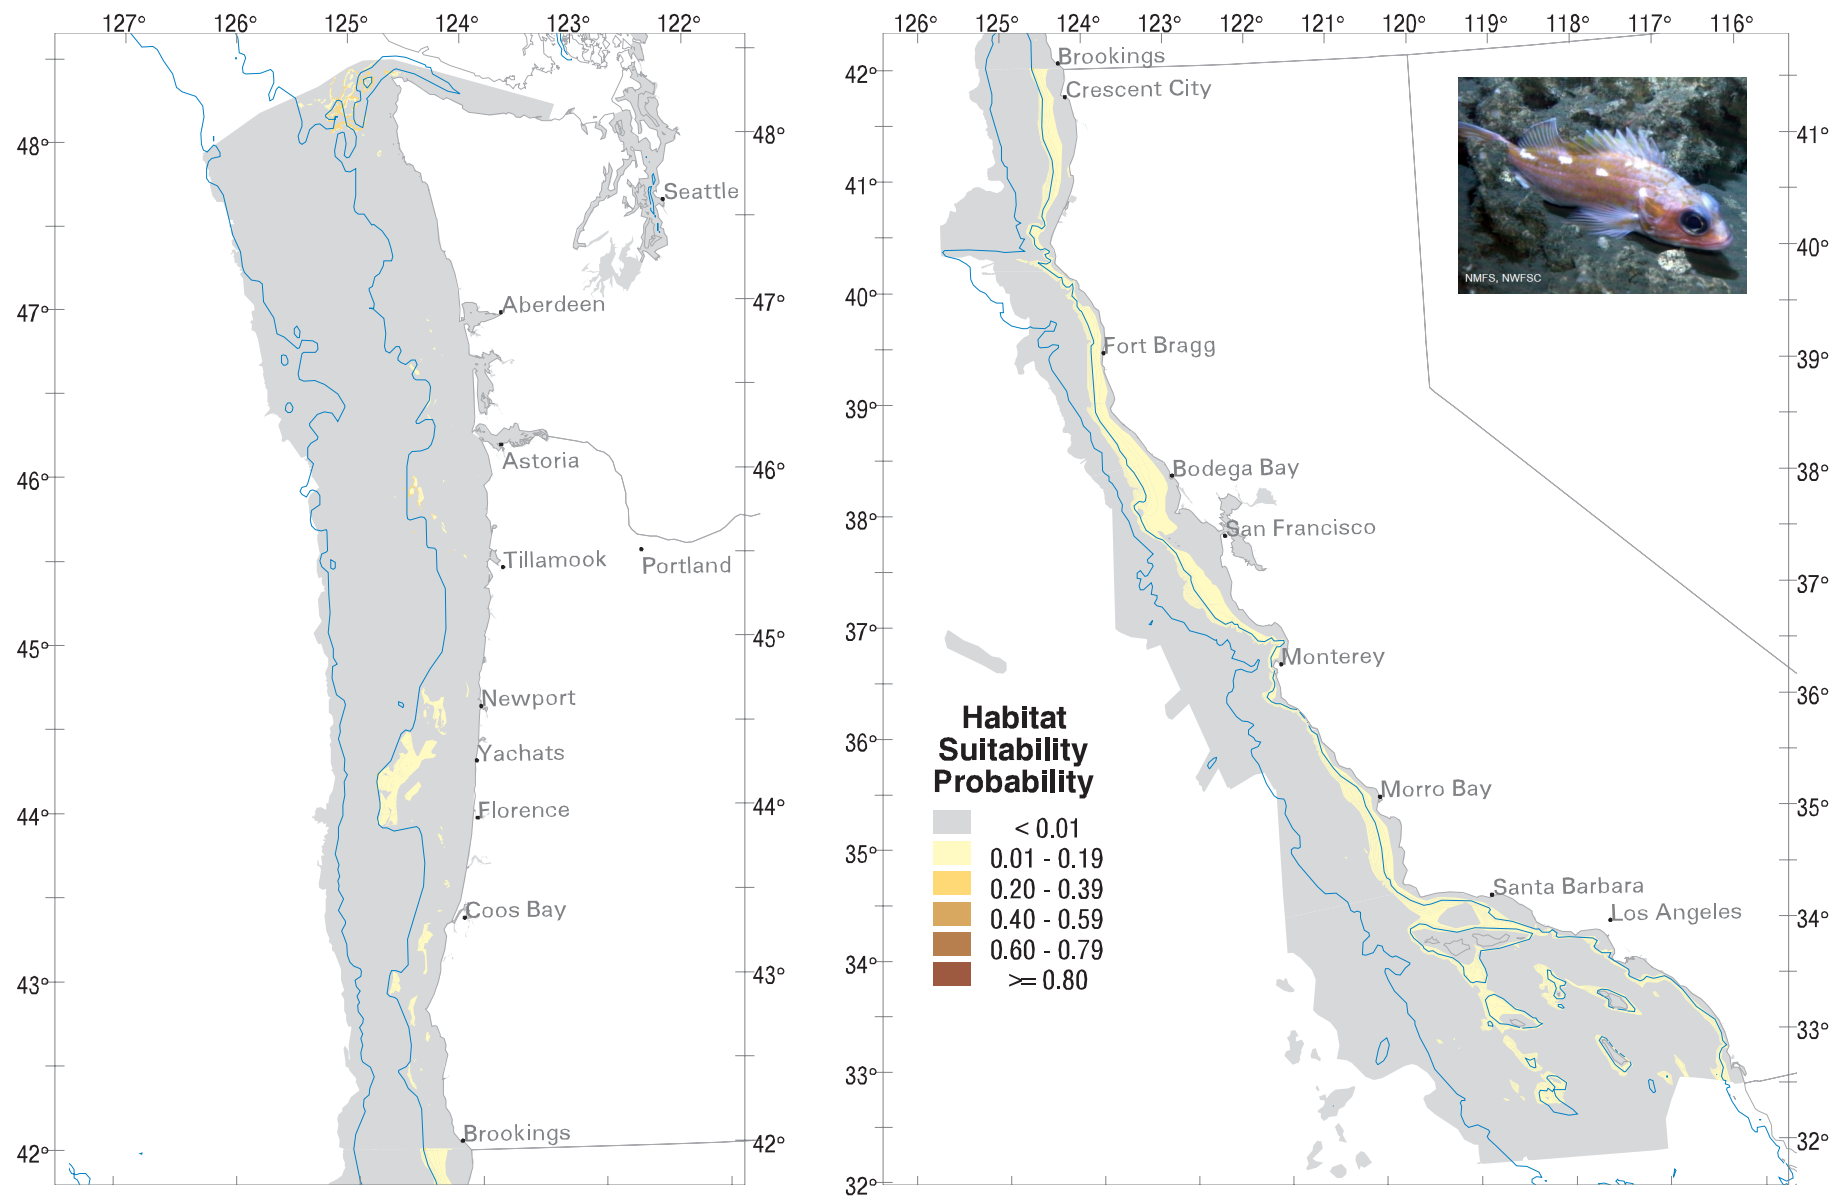 127° 125° 124° 123° 122°
126° 125° 124° 123° 122° 121° 120° 119° 118° 117° 116°
48°
47°
46°
45°
44°
43°
42°
48°
47°
46°
45°
44°
43°
42°
Seattle
Aberdeen
Astoria
Tillamook
Portland
Newport
Yachats
Florence
Coos Bay
Brookings
42°
41°
40°
39°
38°
37°
36°
35°
34°
33°
32°
41°
40°
39°
38°
37°
36°
35°
34°
33°
32°
Brookings
Crescent City
Fort Bragg
Bodega Bay
San Francisco
Monterey
Morro Bay
Santa Barbara
Los Angeles
NMFS, NWFSC
Habitat
Suitability
Probability
< 0.01
0.01 - 0.19
0.20 - 0.39
0.40 - 0.59
0.60 - 0.79
>= 0.80